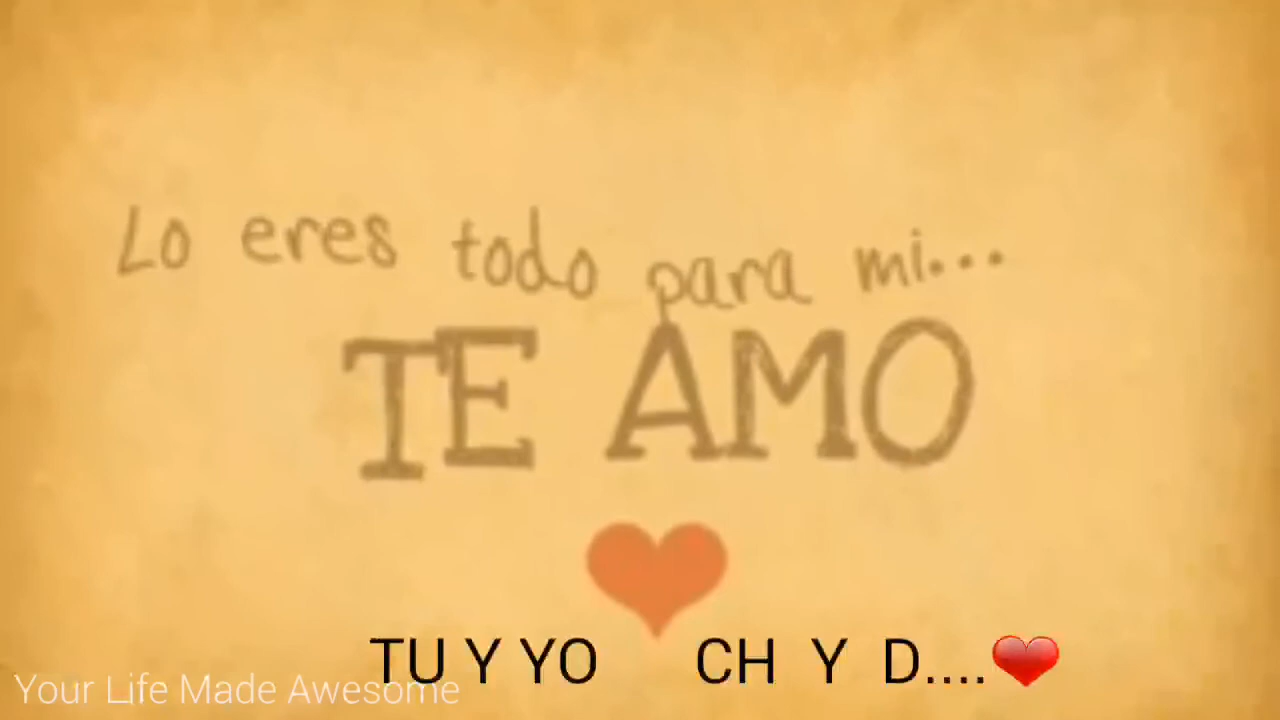 Lo eres todo para mi...
TE AMO
TU Y YO CH Y D....❤
Your Life Made Awesome